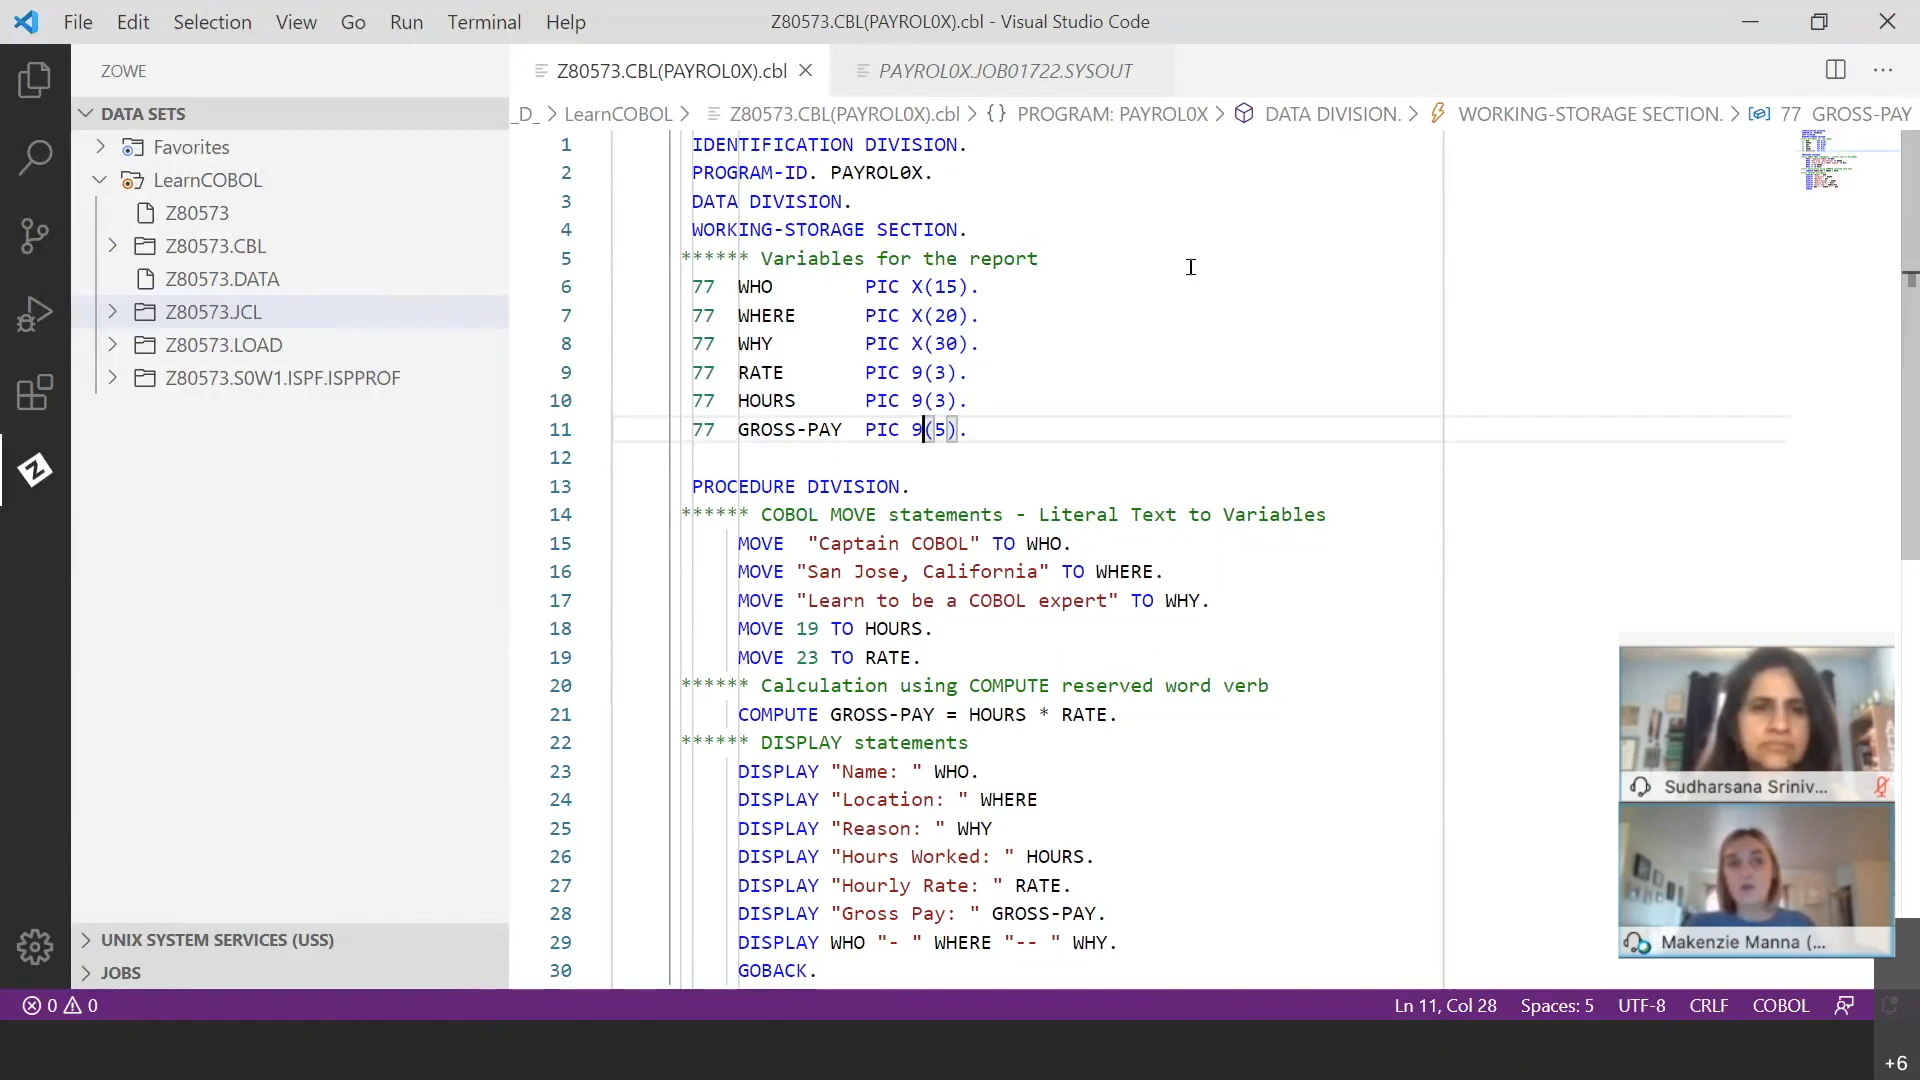 File Edit Selection View Go Run Terminal Help
Z80573.CBL(PAYROL0X).cbl - Visual Studio Code
ZOWE
DATA SETS
Favorites
LearnCOBOL
Z80573
Z80573.CBL
Z80573.DATA
Z80573.JCL
Z80573.LOAD
Z80573.S0W1.ISPF.ISPPROF
UNIX SYSTEM SERVICES (USS)
JOBS
Z80573.CBL(PAYROL0X).cbl
PAYROL0X.JOB01722.SYSOUT
_D_ > LearnCOBOL > Z80573.CBL(PAYROL0X).cbl > {} PROGRAM: PAYROL0X > DATA DIVISION. > WORKING-STORAGE SECTION. > 77 GROSS-PAY
1 IDENTIFICATION DIVISION.
2 PROGRAM-ID. PAYROL0X.
3 DATA DIVISION.
4 WORKING-STORAGE SECTION.
5 ****** Variables for the report
6 77 WHO PIC X(15).
7 77 WHERE PIC X(20).
8 77 WHY PIC X(30).
9 77 RATE PIC 9(3).
10 77 HOURS PIC 9(3).
11 77 GROSS-PAY PIC 9(5).
12
13 PROCEDURE DIVISION.
14 ****** COBOL MOVE statements - Literal Text to Variables
15 MOVE "Captain COBOL" TO WHO.
16 MOVE "San Jose, California" TO WHERE.
17 MOVE "Learn to be a COBOL expert" TO WHY.
18 MOVE 19 TO HOURS.
19 MOVE 23 TO RATE.
20 ****** Calculation using COMPUTE reserved word verb
21 COMPUTE GROSS-PAY = HOURS * RATE.
22 ****** DISPLAY statements
23 DISPLAY "Name: " WHO.
24 DISPLAY "Location: " WHERE
25 DISPLAY "Reason: " WHY
26 DISPLAY "Hours Worked: " HOURS.
27 DISPLAY "Hourly Rate: " RATE.
28 DISPLAY "Gross Pay: " GROSS-PAY.
29 DISPLAY WHO "- " WHERE "-- " WHY.
30 GOBACK.
Sudharsana Sriniv...
Makenzie Manna (...
0 0
Ln 11, Col 28 Spaces: 5 UTF-8 CRLF COBOL
+6